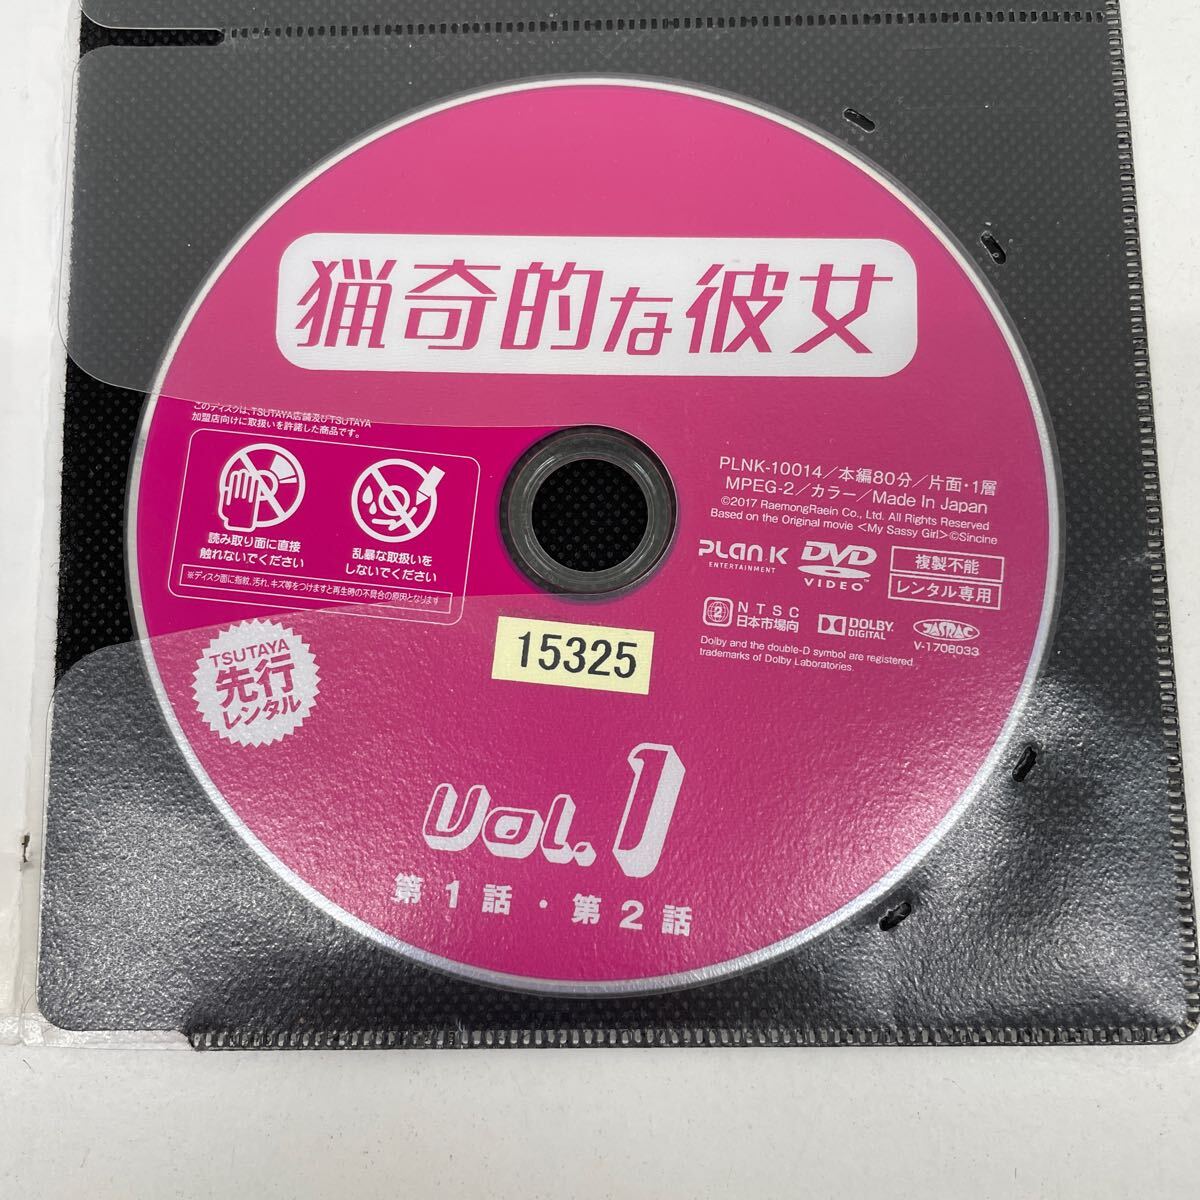 猟奇的な彼女
このディスクは、TSUTAYA店舗及びTSUTAYA
加盟店向けに取扱いを許諾した商品です。
読み取り面に直接
触れないでください
乱暴な取扱いを
しないでください
※ディスク面に指紋、汚れ、キズ等をつけますと再生時の不具合の原因となります
PLNK-10014／本編80分／片面・1層
MPEG-2／カラー／Made In Japan
©2017 RaemongRaein Co., Ltd. All Rights Reserved
Based on the Original movie <My Sassy Girl>©Sincine
PLAN K
ENTERTAINMENT
DVD
VIDEO
複製不能
レンタル専用
2
NTSC
日本市場向
DOLBY
DIGITAL
JASRAC
V-1708033
Dolby and the double-D symbol are registered
trademarks of Dolby Laboratories.
15325
TSUTAYA
先行
レンタル
Vol.1
第1話・第2話